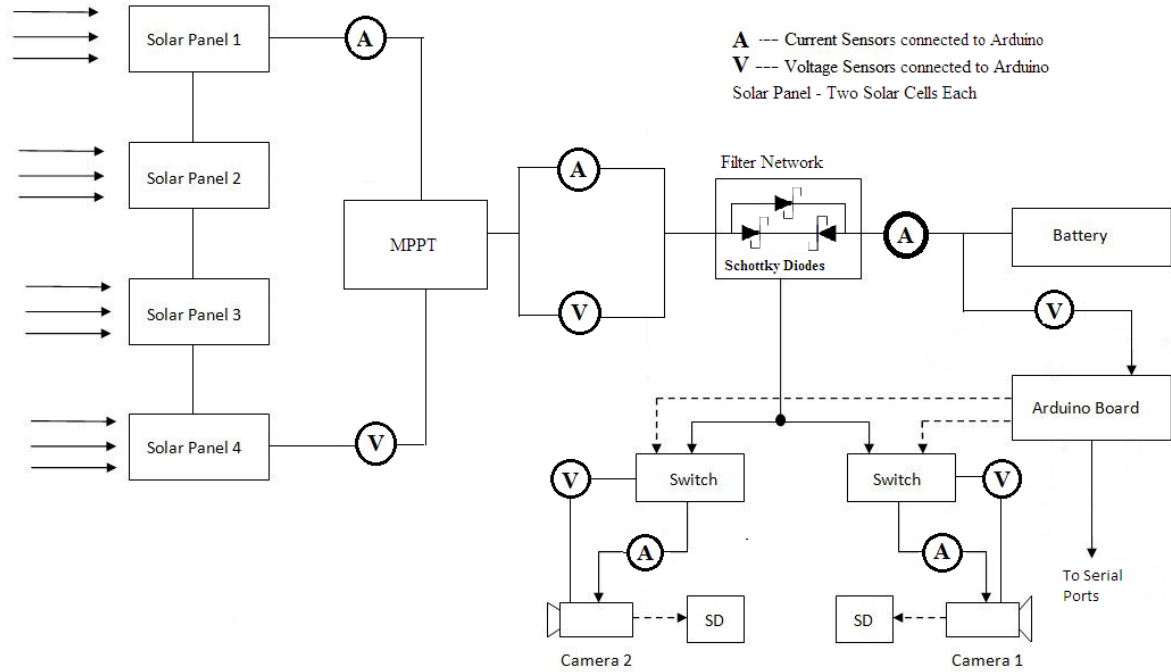 Solar Panel 1
A
A --- Current Sensors connected to Arduino
V --- Voltage Sensors connected to Arduino
Solar Panel - Two Solar Cells Each
Solar Panel 2
A
Filter Network
MPPT
A
Battery
Schottky Diodes
Solar Panel 3
V
V
Arduino Board
Solar Panel 4
V
V
Switch
Switch
V
A
A
To Serial
Ports
SD
SD
Camera 2
Camera 1